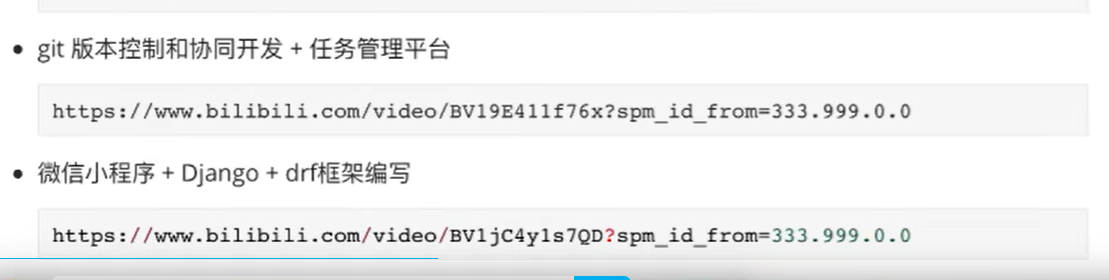 git 版本控制和协同开发 + 任务管理平台
https://www.bilibili.com/video/BV19E411f76x?spm_id_from=333.999.0.0
微信小程序 + Django + drf框架编写
https://www.bilibili.com/video/BV1jC4y1s7QD?spm_id_from=333.999.0.0